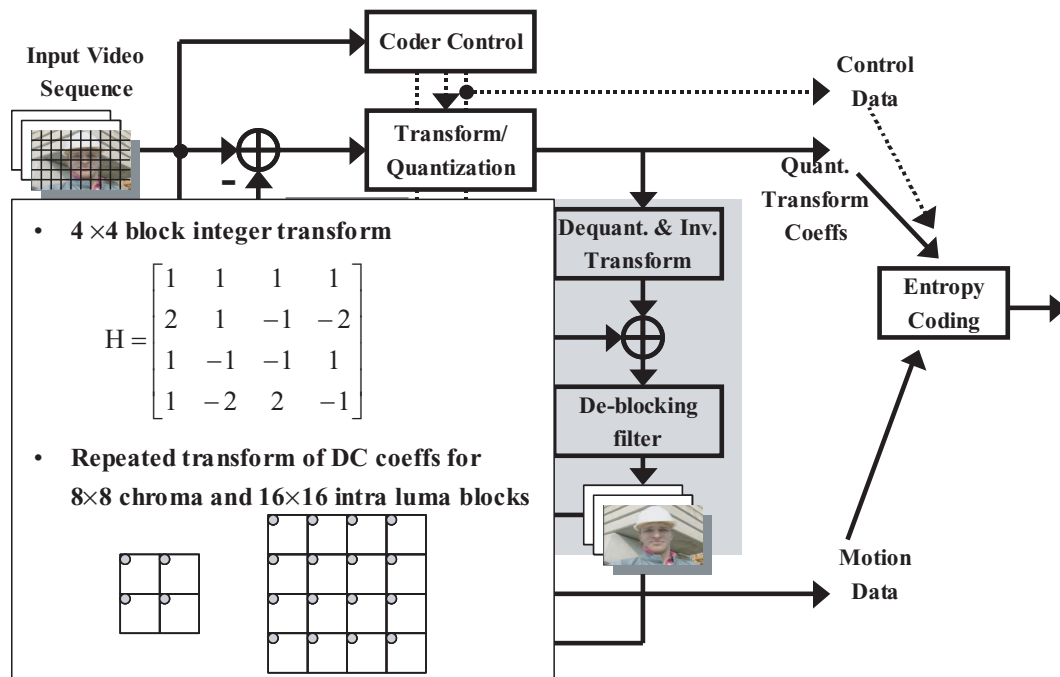 Input Video
Sequence
Coder Control
Control
Data
Transform/
Quantization
-
Quant.
Transform
Coeffs
• 4 ×4 block integer transform
H =
1 1 1 1
2 1 −1 −2
1 −1 −1 1
1 −2 2 −1
• Repeated transform of DC coeffs for
8×8 chroma and 16×16 intra luma blocks
Dequant. & Inv.
Transform
Entropy
Coding
De-blocking
filter
Motion
Data